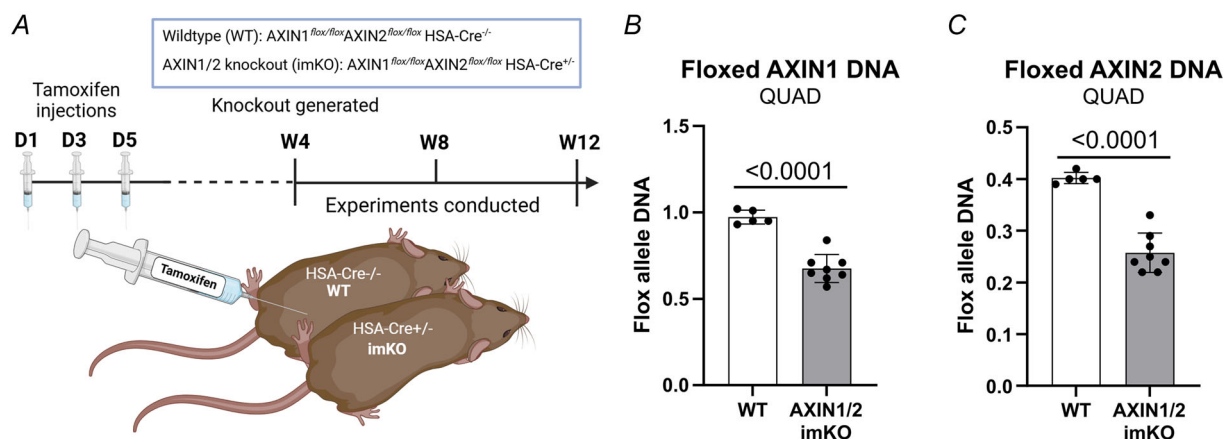 A
Wildtype (WT): AXIN1flox/floxAXIN2flox/flox HSA-Cre-/-
AXIN1/2 knockout (imKO): AXIN1flox/floxAXIN2flox/flox HSA-Cre+/-
Tamoxifen
injections
Knockout generated
D1 D3 D5 W4 W8 W12
Experiments conducted
Tamoxifen
HSA-Cre-/-
WT
HSA-Cre+/-
imKO
B
Floxed AXIN1 DNA
QUAD
Flox allele DNA
1.5
1.0
0.5
0.0
<0.0001
WT
AXIN1/2
imKO
C
Floxed AXIN2 DNA
QUAD
Flox allele DNA
0.5
0.4
0.3
0.2
0.1
0.0
<0.0001
WT
AXIN1/2
imKO